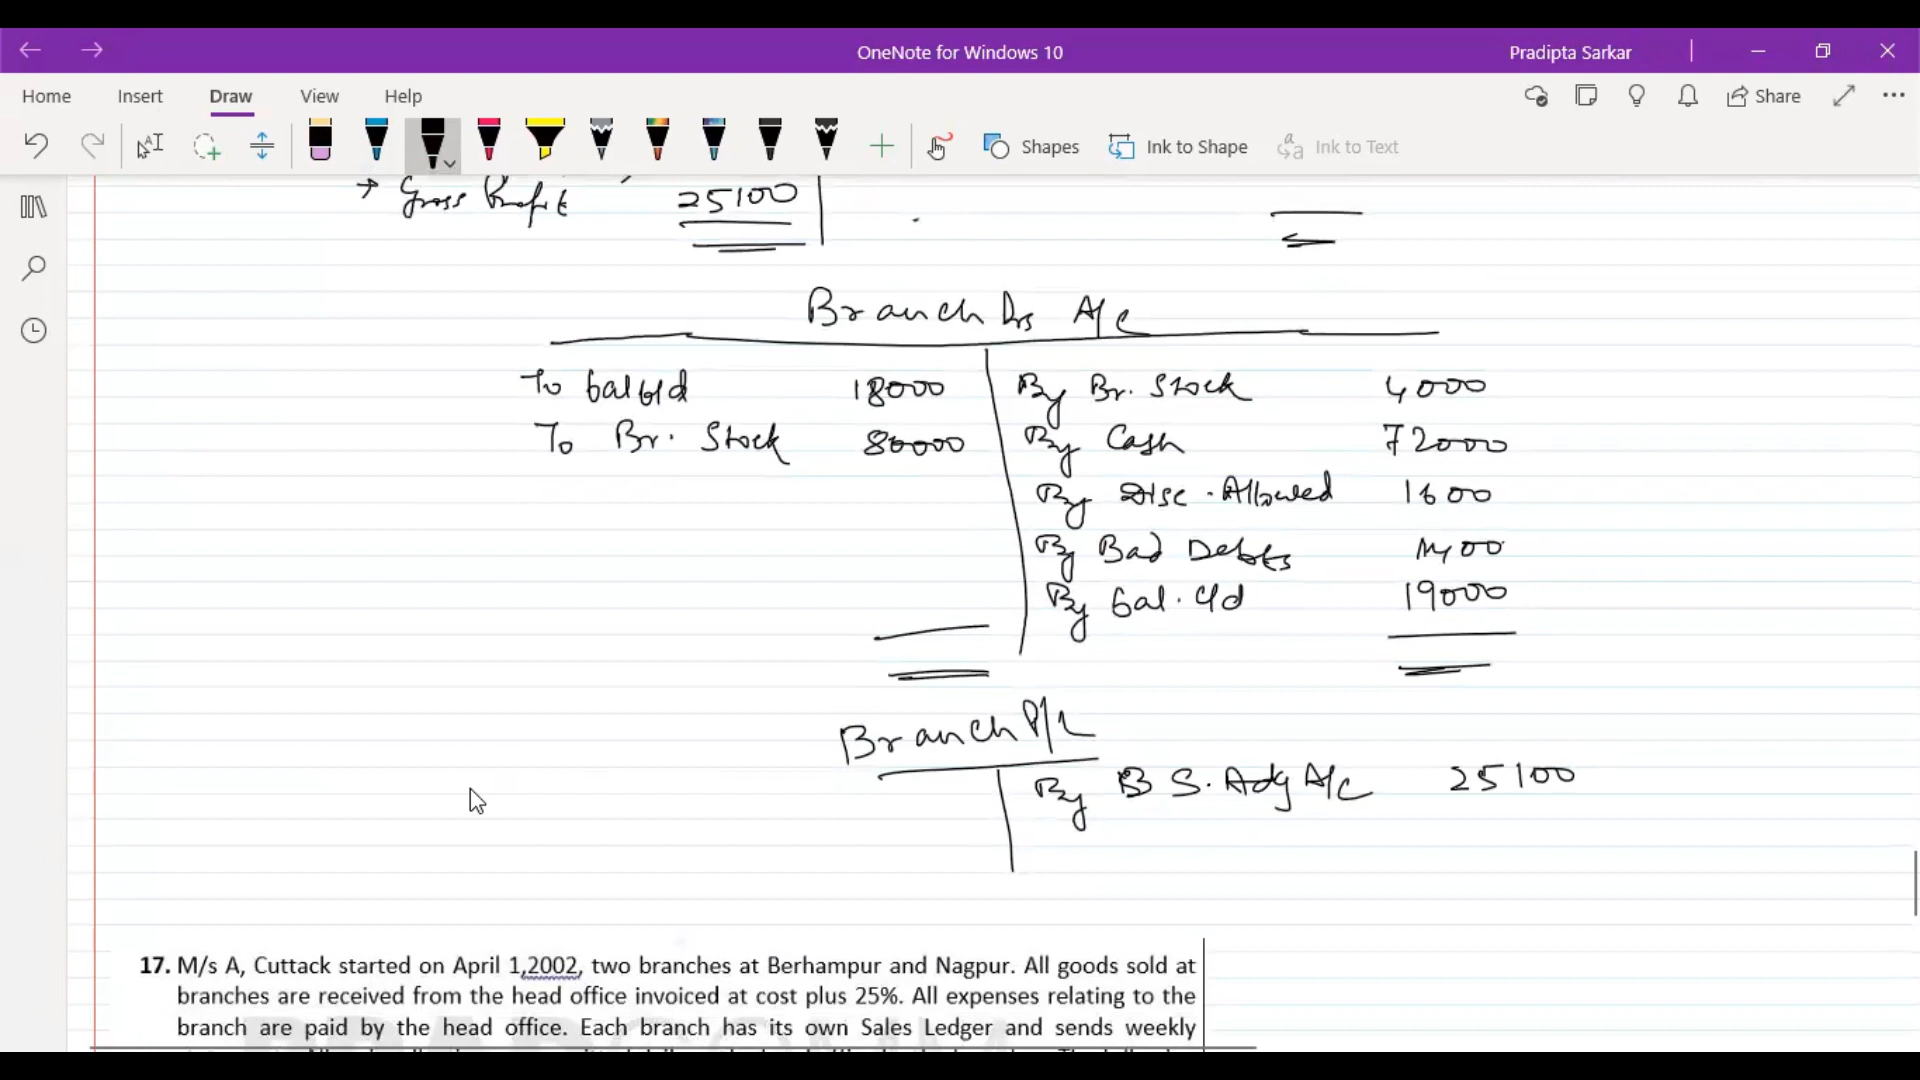 OneNote for Windows 10
Pradipta Sarkar
Home Insert Draw View Help
Share
Shapes Ink to Shape Ink to Text
→ Gross Profit 25100
Branch Drs A/c
To bal b/d 18000 By Br. Stock 4000
To Br. Stock 80000 By Cash 72000
By Disc. Allowed 1600
By Bad Debts 1400
By bal. c/d 19000
Branch P/L
By B S. Adj A/c 25100
17. M/s A, Cuttack started on April 1,2002, two branches at Berhampur and Nagpur. All goods sold at
branches are received from the head office invoiced at cost plus 25%. All expenses relating to the
branch are paid by the head office. Each branch has its own Sales Ledger and sends weekly